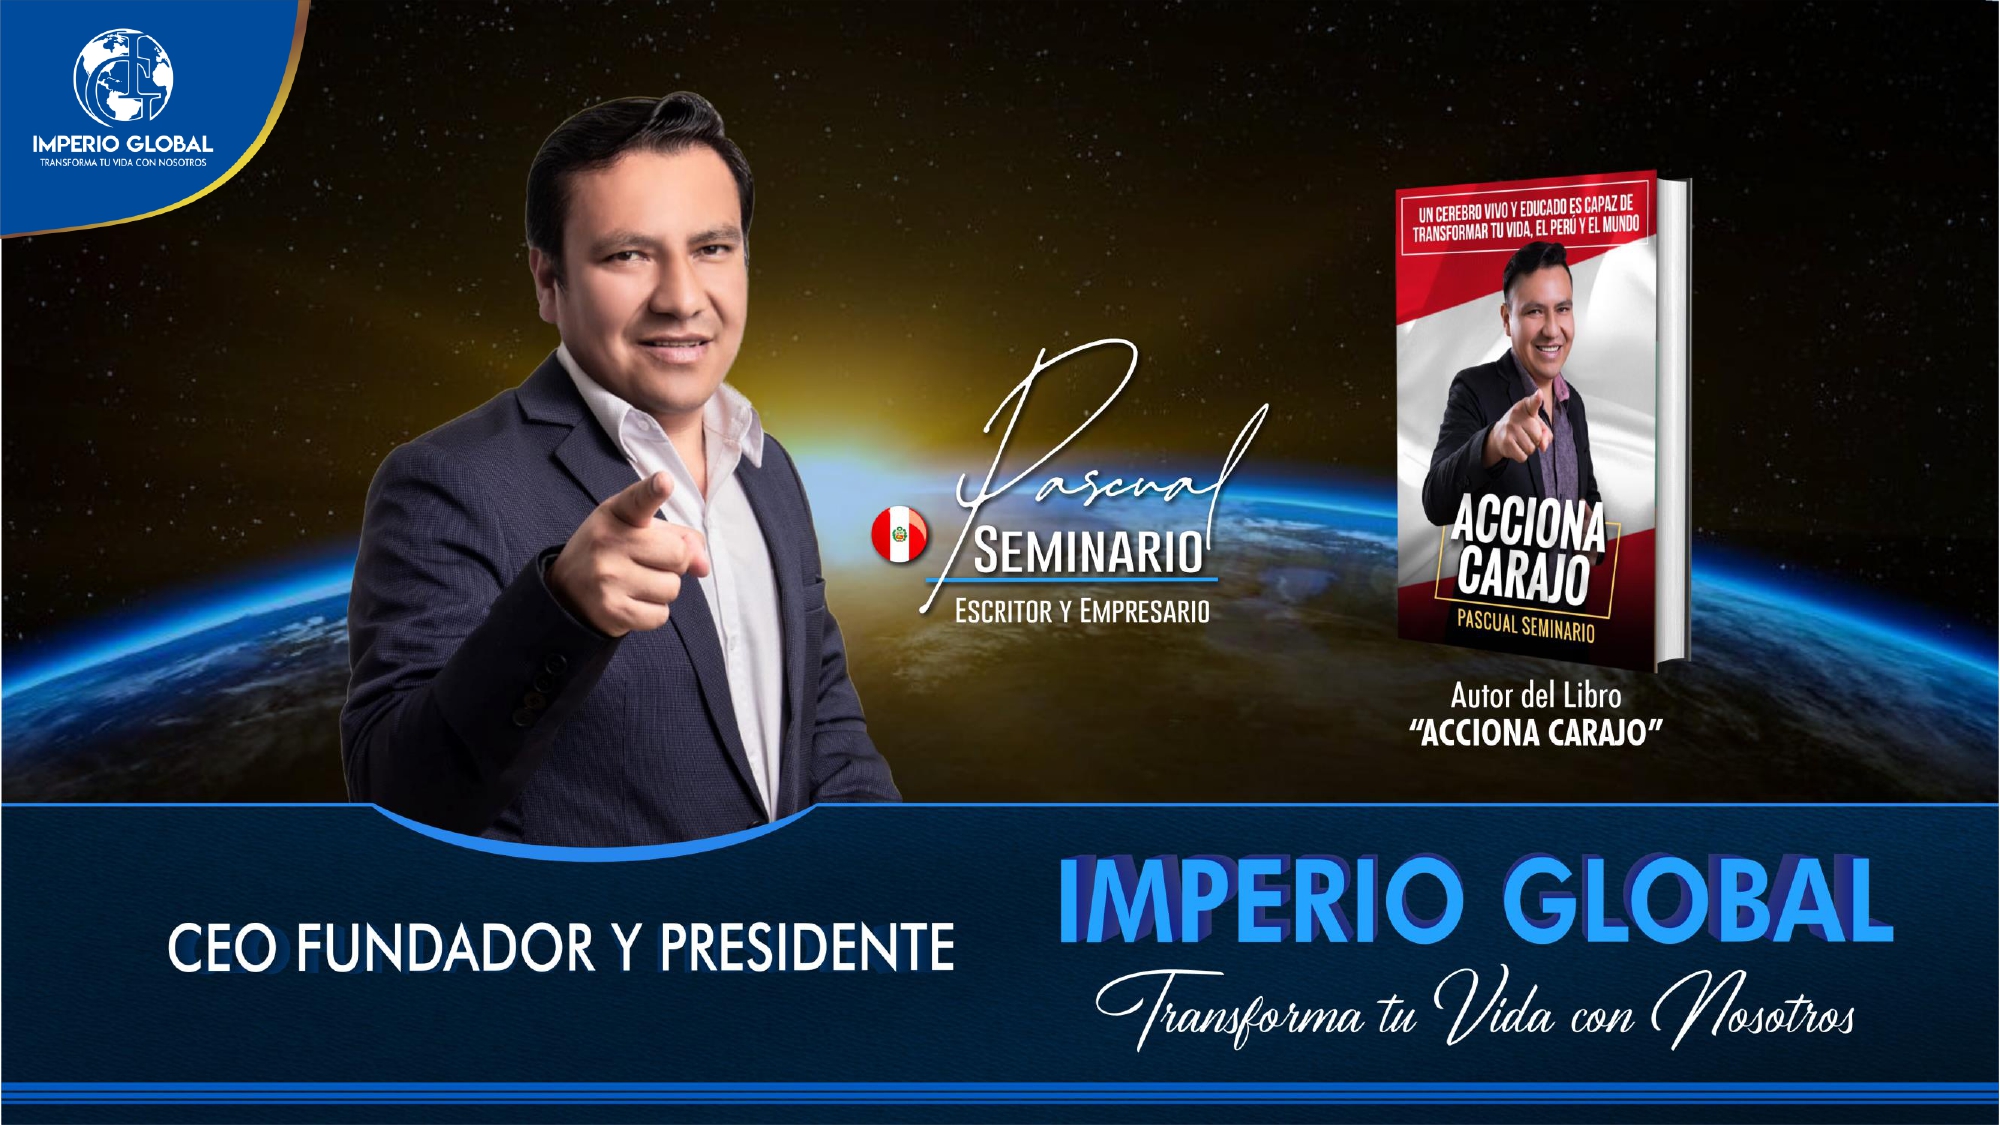 IMPERIO GLOBAL
TRANSFORMA TU VIDA CON NOSOTROS
UN CEREBRO VIVO Y EDUCADO ES CAPAZ DE
TRANSFORMAR TU VIDA, EL PERÚ Y EL MUNDO
ACCIONA
CARAJO
PASCUAL SEMINARIO
Pascual
SEMINARIO
ESCRITOR Y EMPRESARIO
Autor del Libro
“ACCIONA CARAJO”
CEO FUNDADOR Y PRESIDENTE
IMPERIO GLOBAL
Transforma tu Vida con Nosotros